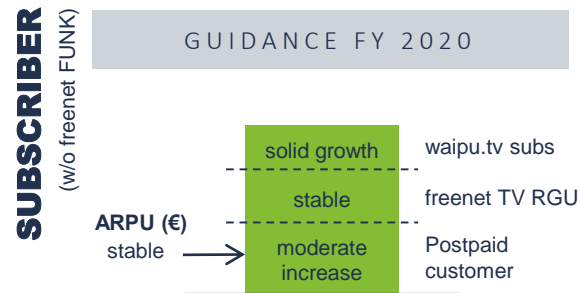 SUBSCRIBER
(w/o freenet FUNK)
GUIDANCE FY 2020
solid growth
waipu.tv subs
stable
freenet TV RGU
ARPU (€)
stable
moderate
increase
Postpaid
customer